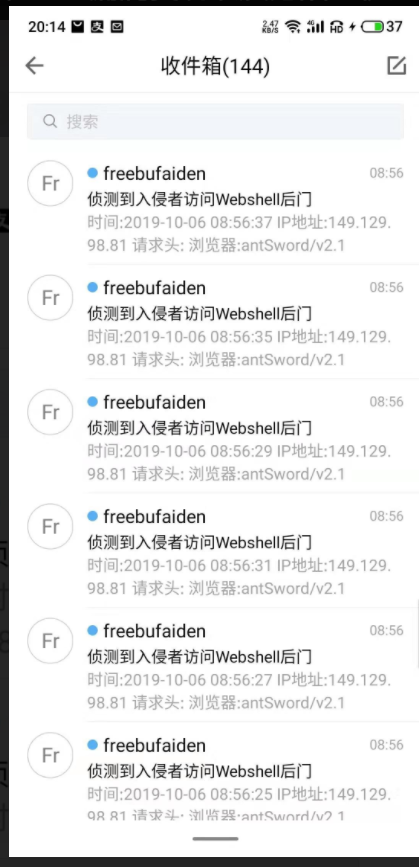 20:14 2.47 KB/S 4G HD 37
收件箱(144)
搜索
Fr freebufaiden 08:56
侦测到入侵者访问Webshell后门
时间:2019-10-06 08:56:37 IP地址:149.129.
98.81 请求头: 浏览器:antSword/v2.1
Fr freebufaiden 08:56
侦测到入侵者访问Webshell后门
时间:2019-10-06 08:56:35 IP地址:149.129.
98.81 请求头: 浏览器:antSword/v2.1
Fr freebufaiden 08:56
侦测到入侵者访问Webshell后门
时间:2019-10-06 08:56:29 IP地址:149.129.
98.81 请求头: 浏览器:antSword/v2.1
Fr freebufaiden 08:56
侦测到入侵者访问Webshell后门
时间:2019-10-06 08:56:31 IP地址:149.129.
98.81 请求头: 浏览器:antSword/v2.1
Fr freebufaiden 08:56
侦测到入侵者访问Webshell后门
时间:2019-10-06 08:56:27 IP地址:149.129.
98.81 请求头: 浏览器:antSword/v2.1
Fr freebufaiden 08:56
侦测到入侵者访问Webshell后门
时间:2019-10-06 08:56:25 IP地址:149.129.
98.81 请求头: 浏览器:antSword/v2.1